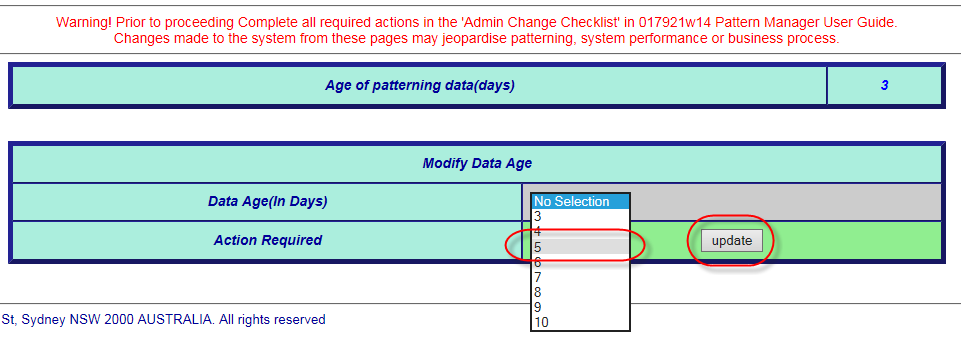 Warning! Prior to proceeding Complete all required actions in the 'Admin Change Checklist' in 017921w14 Pattern Manager User Guide.
Changes made to the system from these pages may jeopardise patterning, system performance or business process.
Age of patterning data(days) 3
Modify Data Age
Data Age(In Days)
No Selection
3
4
5
6
7
8
9
10
Action Required
update
St, Sydney NSW 2000 AUSTRALIA. All rights reserved